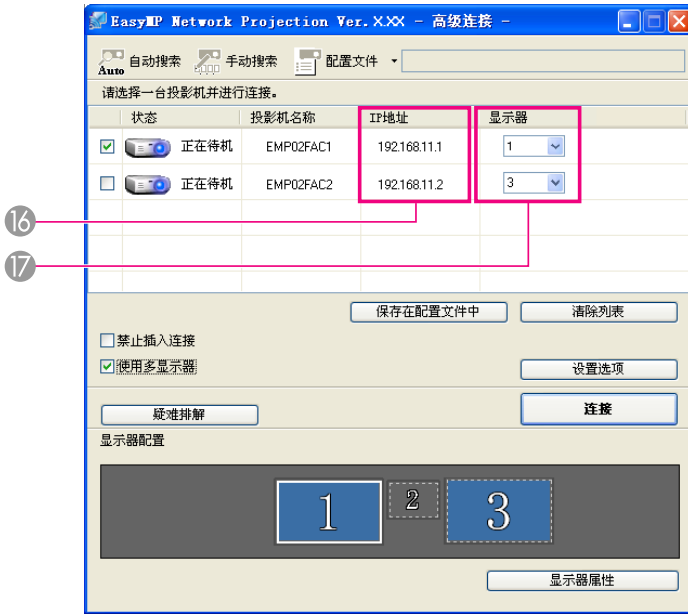 EasyMP Network Projection Ver.X.XX - 高级连接 -
Auto 自动搜索 手动搜索 配置文件
请选择一台投影机并进行连接。
状态 投影机名称 IP地址 显示器
正在待机 EMP02FAC1 192.168.11.1 1
正在待机 EMP02FAC2 192.168.11.2 3
16
17
保存在配置文件中 清除列表
禁止插入连接
使用多显示器 设置选项
疑难排解 连接
显示器配置
1 2 3
显示器属性